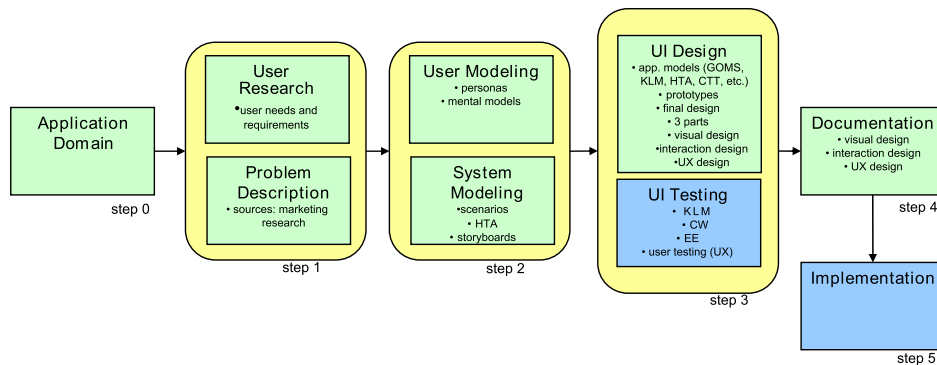 Application
Domain
step 0
User
Research
•user needs and
requirements
Problem
Description
• sources: marketing
research
step 1
User Modeling
• personas
• mental models
System
Modeling
•scenarios
• HTA
• storyboards
step 2
UI Design
• app. models (GOMS,
KLM, HTA, CTT, etc.)
• prototypes
• final design
• 3 parts
• visual design
•interaction design
•UX design
UI Testing
• KLM
• CW
• EE
• user testing (UX)
step 3
Documentation
• visual design
• interaction design
• UX design
step 4
Implementation
step 5